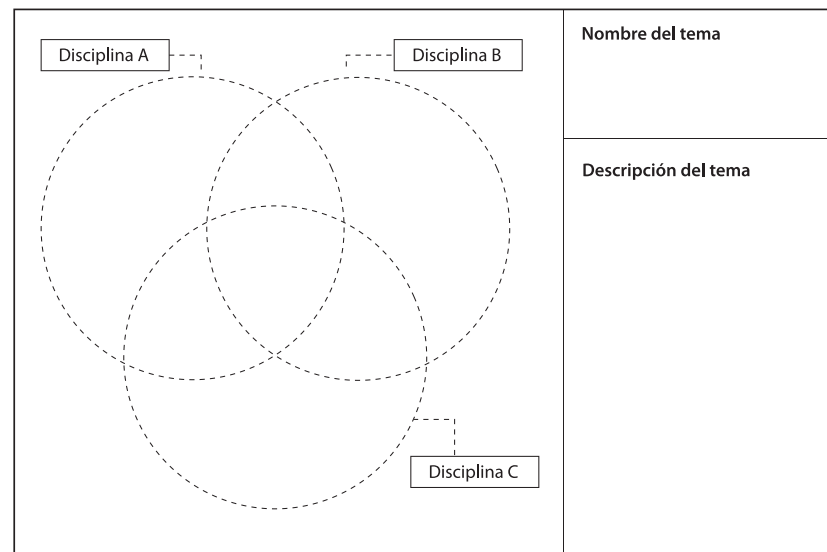 Disciplina A
Disciplina B
Disciplina C
Nombre del tema
Descripción del tema